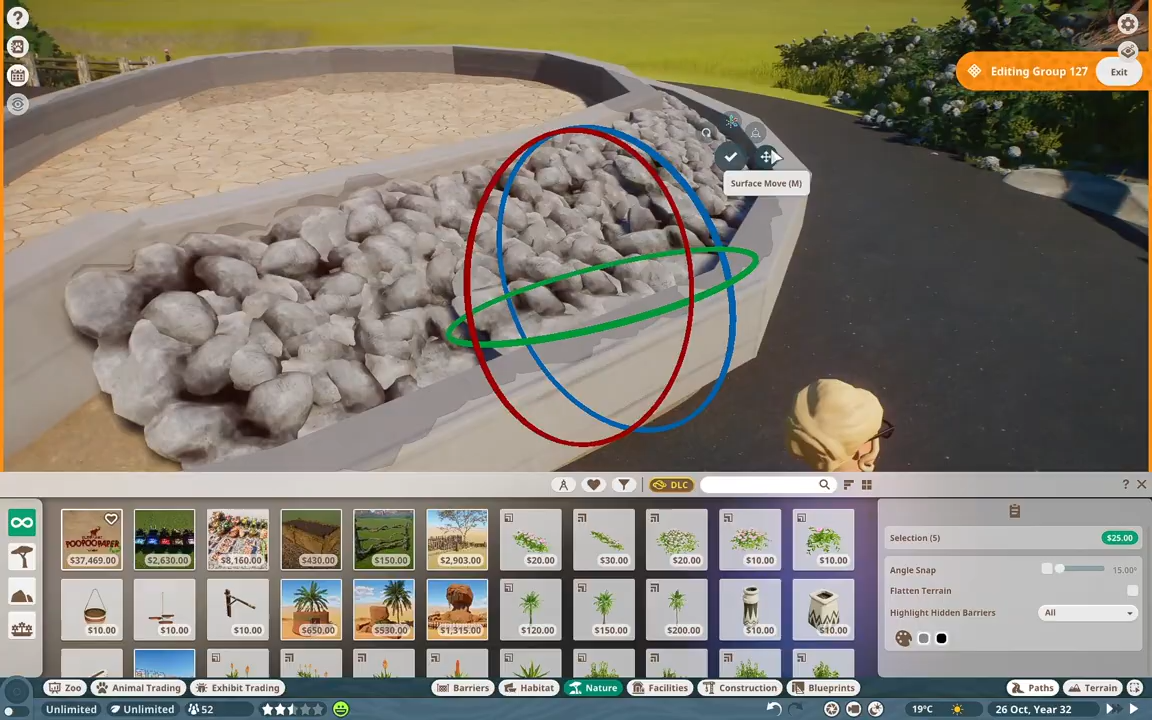 ?
Editing Group 127
Exit
Surface Move (M)
DLC
? 
$37,469.00
$2,630.00
$8,160.00
$430.00
$150.00
$2,903.00
$20.00
$30.00
$20.00
$10.00
$10.00
$10.00
$10.00
$10.00
$650.00
$530.00
$1,315.00
$120.00
$150.00
$200.00
$10.00
$10.00
Selection (5)
$25.00
Angle Snap
15.00°
Flatten Terrain
Highlight Hidden Barriers
All
Zoo
Animal Trading
Exhibit Trading
Barriers
Habitat
Nature
Facilities
Construction
Blueprints
Paths
Terrain
Unlimited
Unlimited
52
19°C
26 Oct, Year 32